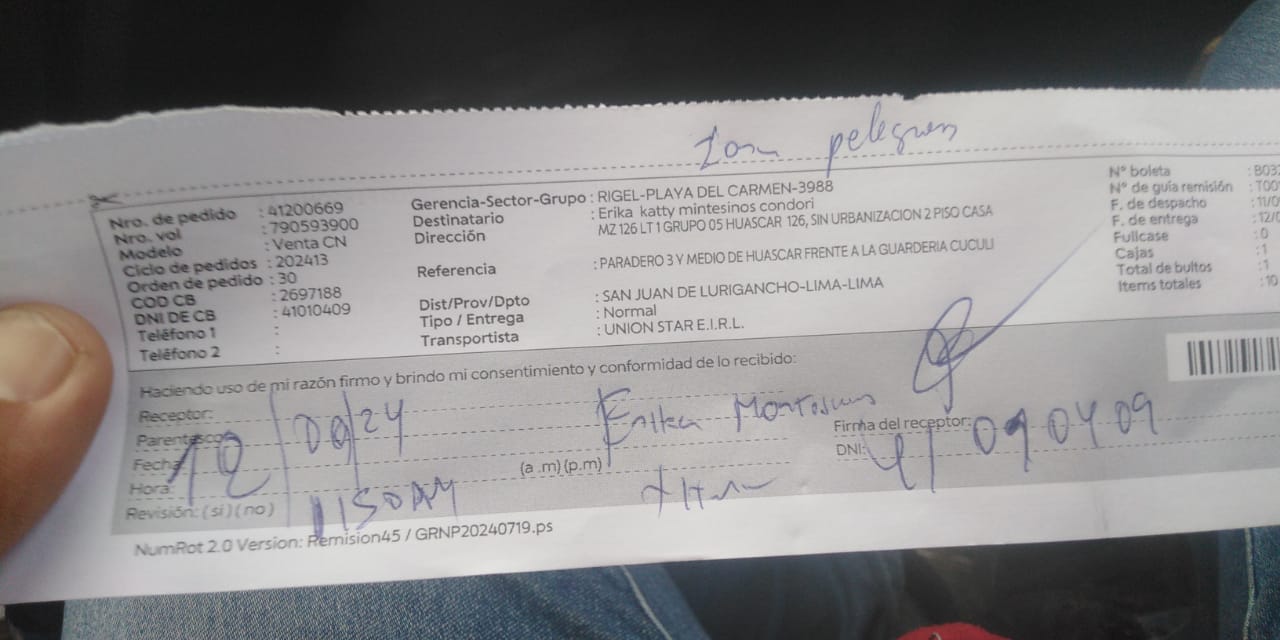 Zona peligrosa
Nro. de pedido : 41200669
Nro. vol : 790593900
Modelo : Venta CN
Ciclo de pedidos : 202413
Orden de pedido : 30
COD CB : 2697188
DNI DE CB : 41010409
Teléfono 1 :
Teléfono 2 :
Gerencia-Sector-Grupo : RIGEL-PLAYA DEL CARMEN-3988
Destinatario : Erika katty mintesinos condori
Dirección : MZ 126 LT 1 GRUPO 05 HUASCAR 126, SIN URBANIZACION 2 PISO CASA
Referencia : PARADERO 3 Y MEDIO DE HUASCAR FRENTE A LA GUARDERIA CUCULI
Dist/Prov/Dpto : SAN JUAN DE LURIGANCHO-LIMA-LIMA
Tipo / Entrega : Normal
Transportista : UNION STAR E.I.R.L.
N° boleta : B03
N° de guía remisión : T00
F. de despacho : 11/0
F. de entrega : 12/
Fullcase : 0
Cajas : 1
Total de bultos : 1
Items totales : 10
Haciendo uso de mi razón firmo y brindo mi consentimiento y conformidad de lo recibido:
Receptor: Erika
Parentesco:
Fecha: 12/09/24
Hora: 1150AM (a .m) (p.m)
Revisión: ( si ) ( no )
Firma del receptor:
DNI:
NumRot 2.0 Version: Remision45 / GRNP20240719.ps